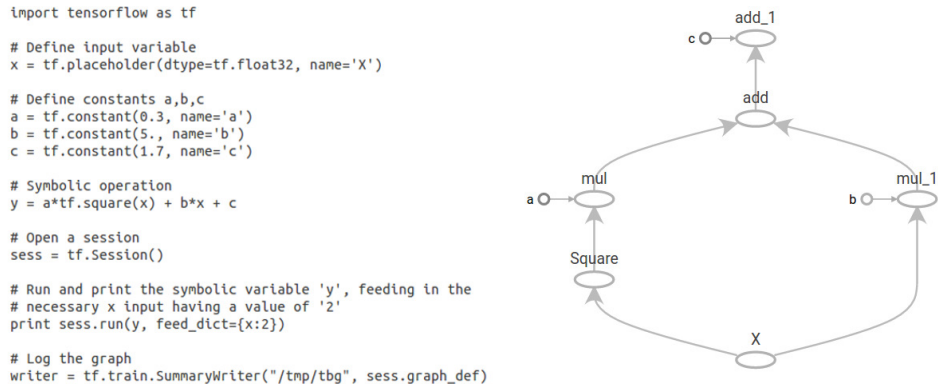 import tensorflow as tf
# Define input variable
x = tf.placeholder(dtype=tf.float32, name='X')
# Define constants a,b,c
a = tf.constant(0.3, name='a')
b = tf.constant(5., name='b')
c = tf.constant(1.7, name='c')
# Symbolic operation
y = a*tf.square(x) + b*x + c
# Open a session
sess = tf.Session()
# Run and print the symbolic variable 'y', feeding in the
# necessary x input having a value of '2'
print sess.run(y, feed_dict={x:2})
# Log the graph
writer = tf.train.SummaryWriter("/tmp/tbg", sess.graph_def)
add_1
c
add
mul
mul_1
a
b
Square
X